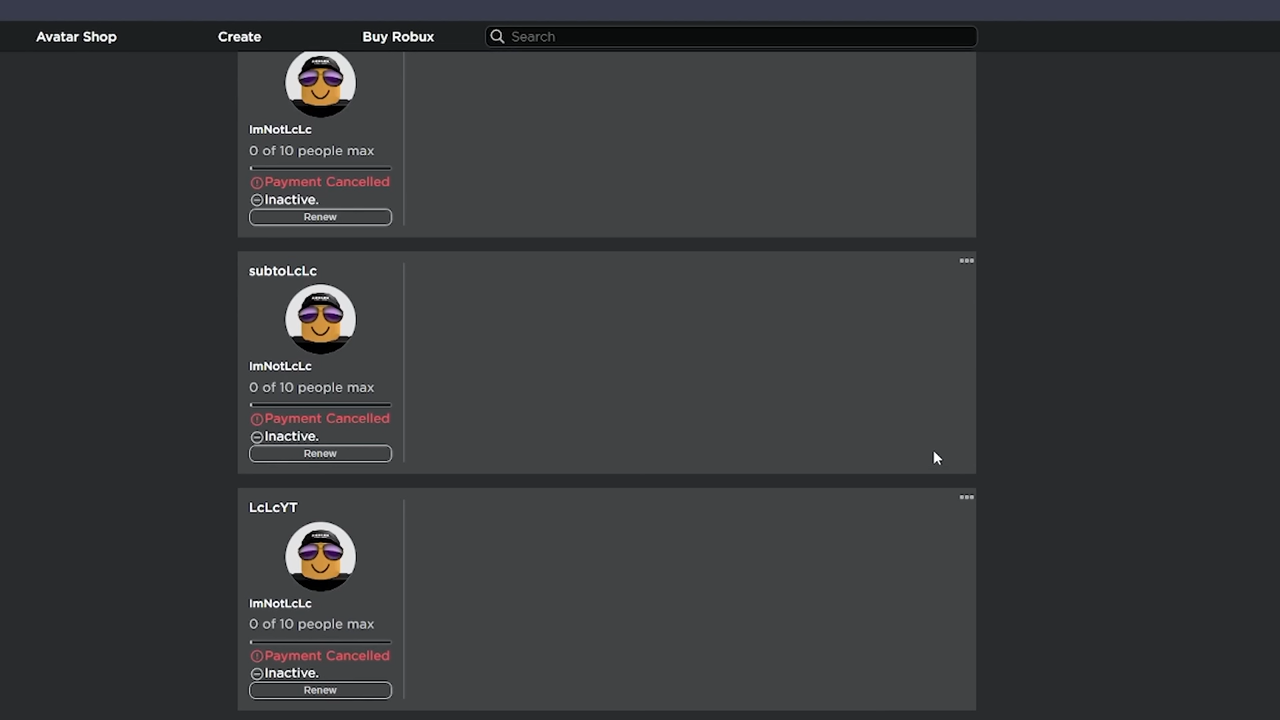 Avatar Shop Create Buy Robux Search
ImNotLcLc
0 of 10 people max
Payment Cancelled
Inactive.
Renew
subtoLcLc
ImNotLcLc
0 of 10 people max
Payment Cancelled
Inactive.
Renew
LcLcYT
ImNotLcLc
0 of 10 people max
Payment Cancelled
Inactive.
Renew